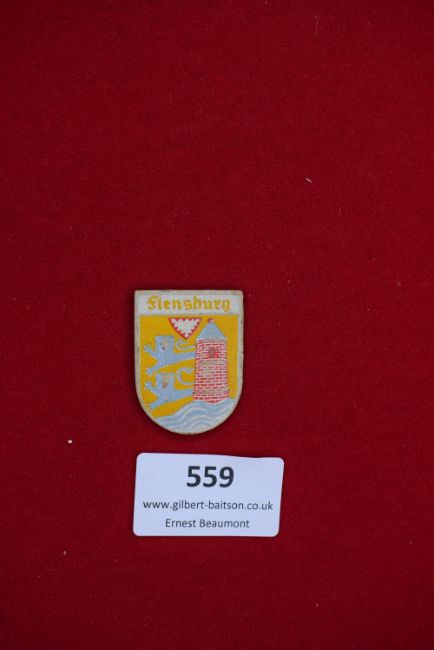 Flensburg
559
www.gilbert-baitson.co.uk
Ernest Beaumont